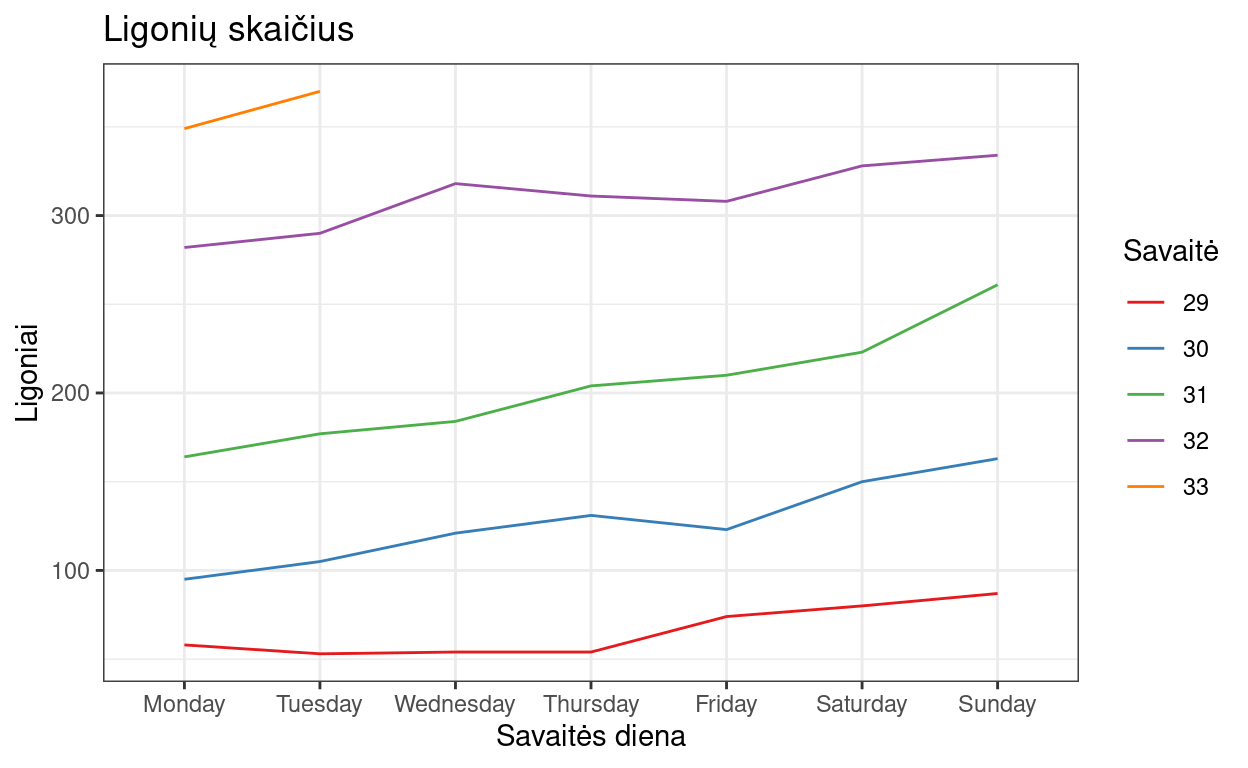 Ligonių skaičius
Ligoniai
300
200
100
Monday Tuesday Wednesday Thursday Friday Saturday Sunday
Savaitės diena
Savaitė
29
30
31
32
33